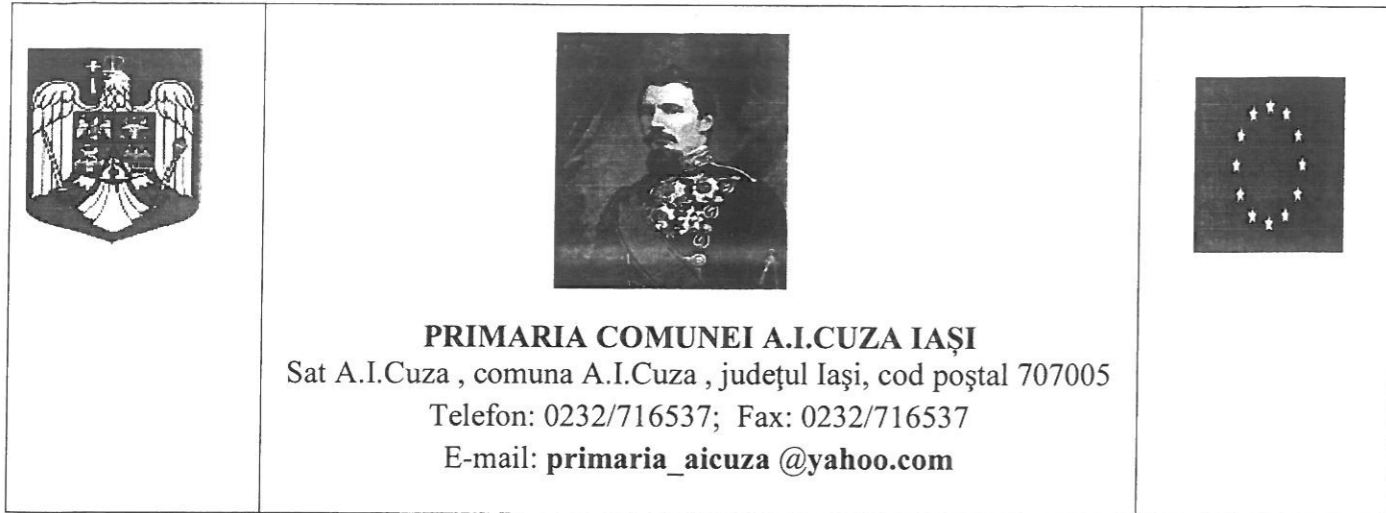 PRIMARIA COMUNEI A.I.CUZA IAȘI
Sat A.I.Cuza , comuna A.I.Cuza , judeţul Iaşi, cod poştal 707005
Telefon: 0232/716537; Fax: 0232/716537
E-mail: primaria_aicuza @yahoo.com